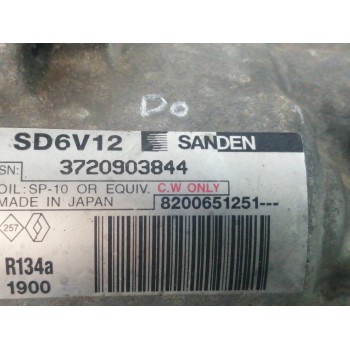 Do
SD6V12 SANDEN
SN: 3720903844
OIL: SP-10 OR EQUIV. C.W ONLY
MADE IN JAPAN 8200651251---
257
R134a
1900